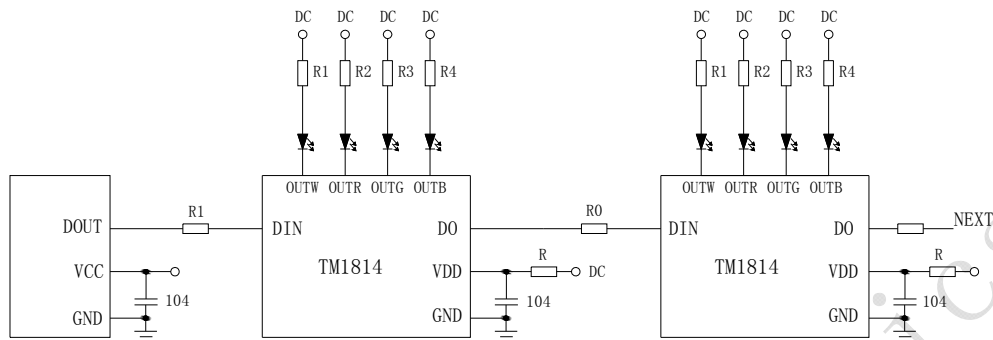 DC DC DC DC DC DC DC DC
R1 R2 R3 R4 R1 R2 R3 R4
OUTW OUTR OUTG OUTB OUTW OUTR OUTG OUTB
DOUT R1 DIN DO R0 DIN DO NEXT
VCC TM1814 VDD R DC TM1814 VDD R
104 104 104
GND GND GND